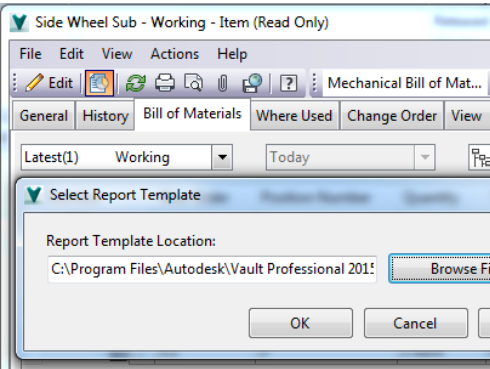 Side Wheel Sub - Working - Item (Read Only)
File Edit View Actions Help
Edit Mechanical Bill of Mat...
General History Bill of Materials Where Used Change Order View
Latest(1) Working Today
Select Report Template
Report Template Location:
C:\Program Files\Autodesk\Vault Professional 2015
Browse Fi
OK Cancel